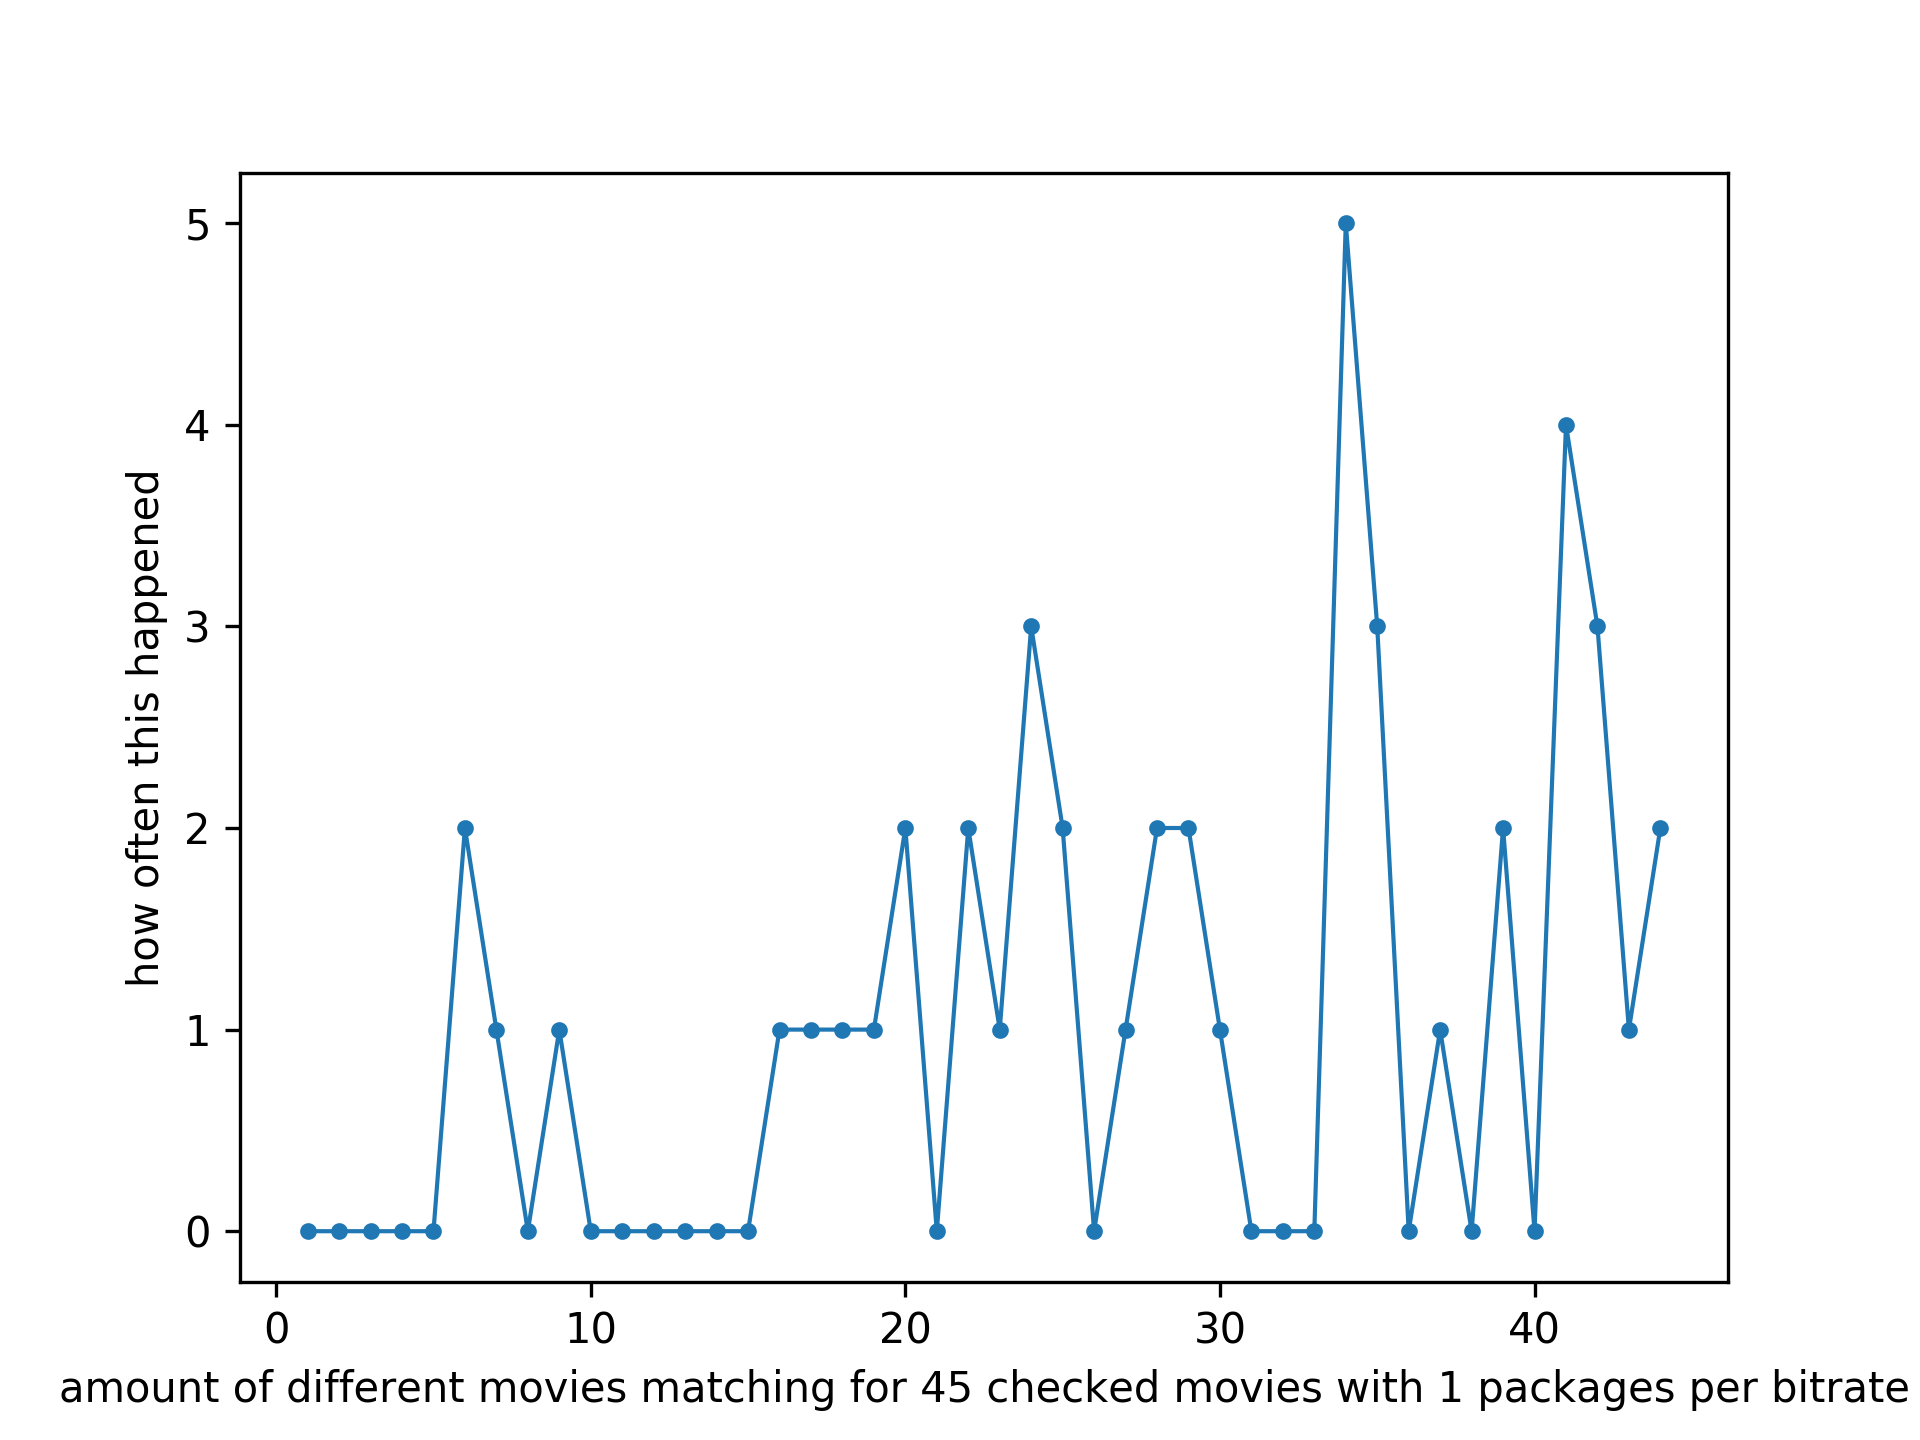 5
4
3
2
1
0
how often this happened
0 10 20 30 40
amount of different movies matching for 45 checked movies with 1 packages per bitrate